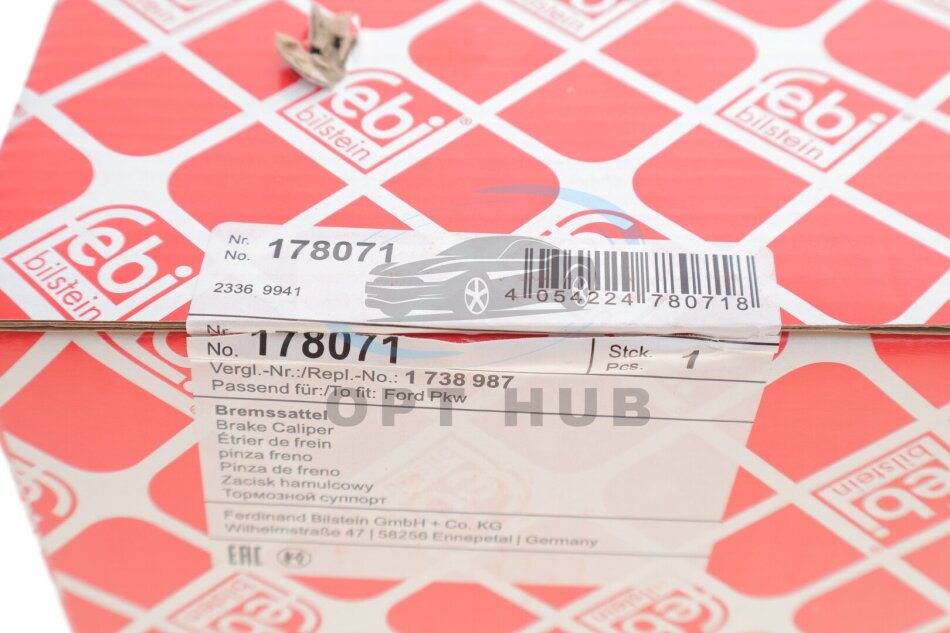 febi
bilstein
febi
bilstein
febi
bilstein
Nr.
No. 178071
2336 9941
4 054224 780718
Nr.
No. 178071
Stck.
Pcs. 1
Vergl.-Nr.:/Repl.-No.: 1 738 987
Passend für:/To fit: Ford Pkw
OPT HUB
Bremssattel
Brake Caliper
Étrier de frein
pinza freno
Pinza de freno
Zacisk hamulcowy
Тормозной суппорт
Ferdinand Bilstein GmbH + Co. KG
Wilhelmstraße 47 | 58256 Ennepetal | Germany
EAC
febi
bilstein